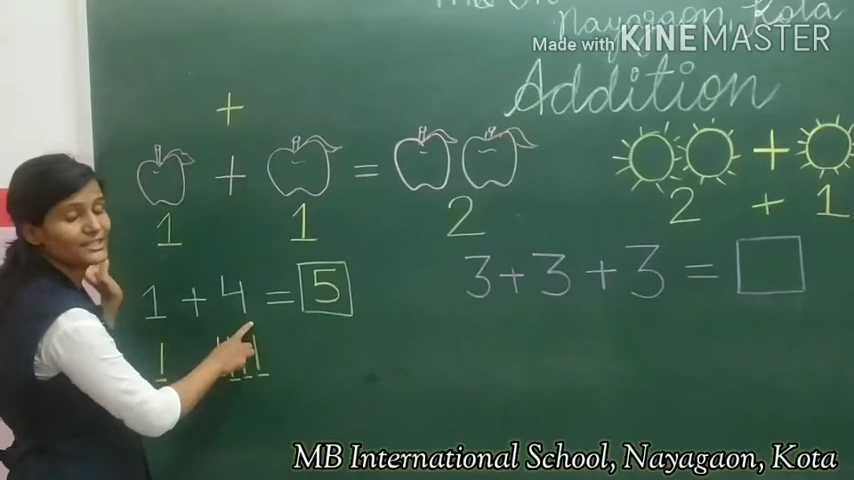 Nayagaon, Kota
Made with KINEMASTER
Addition
+
+ = +
1 1 2 2 + 1
1 + 4 = 5 3 + 3 + 3 =
MB International School, Nayagaon, Kota